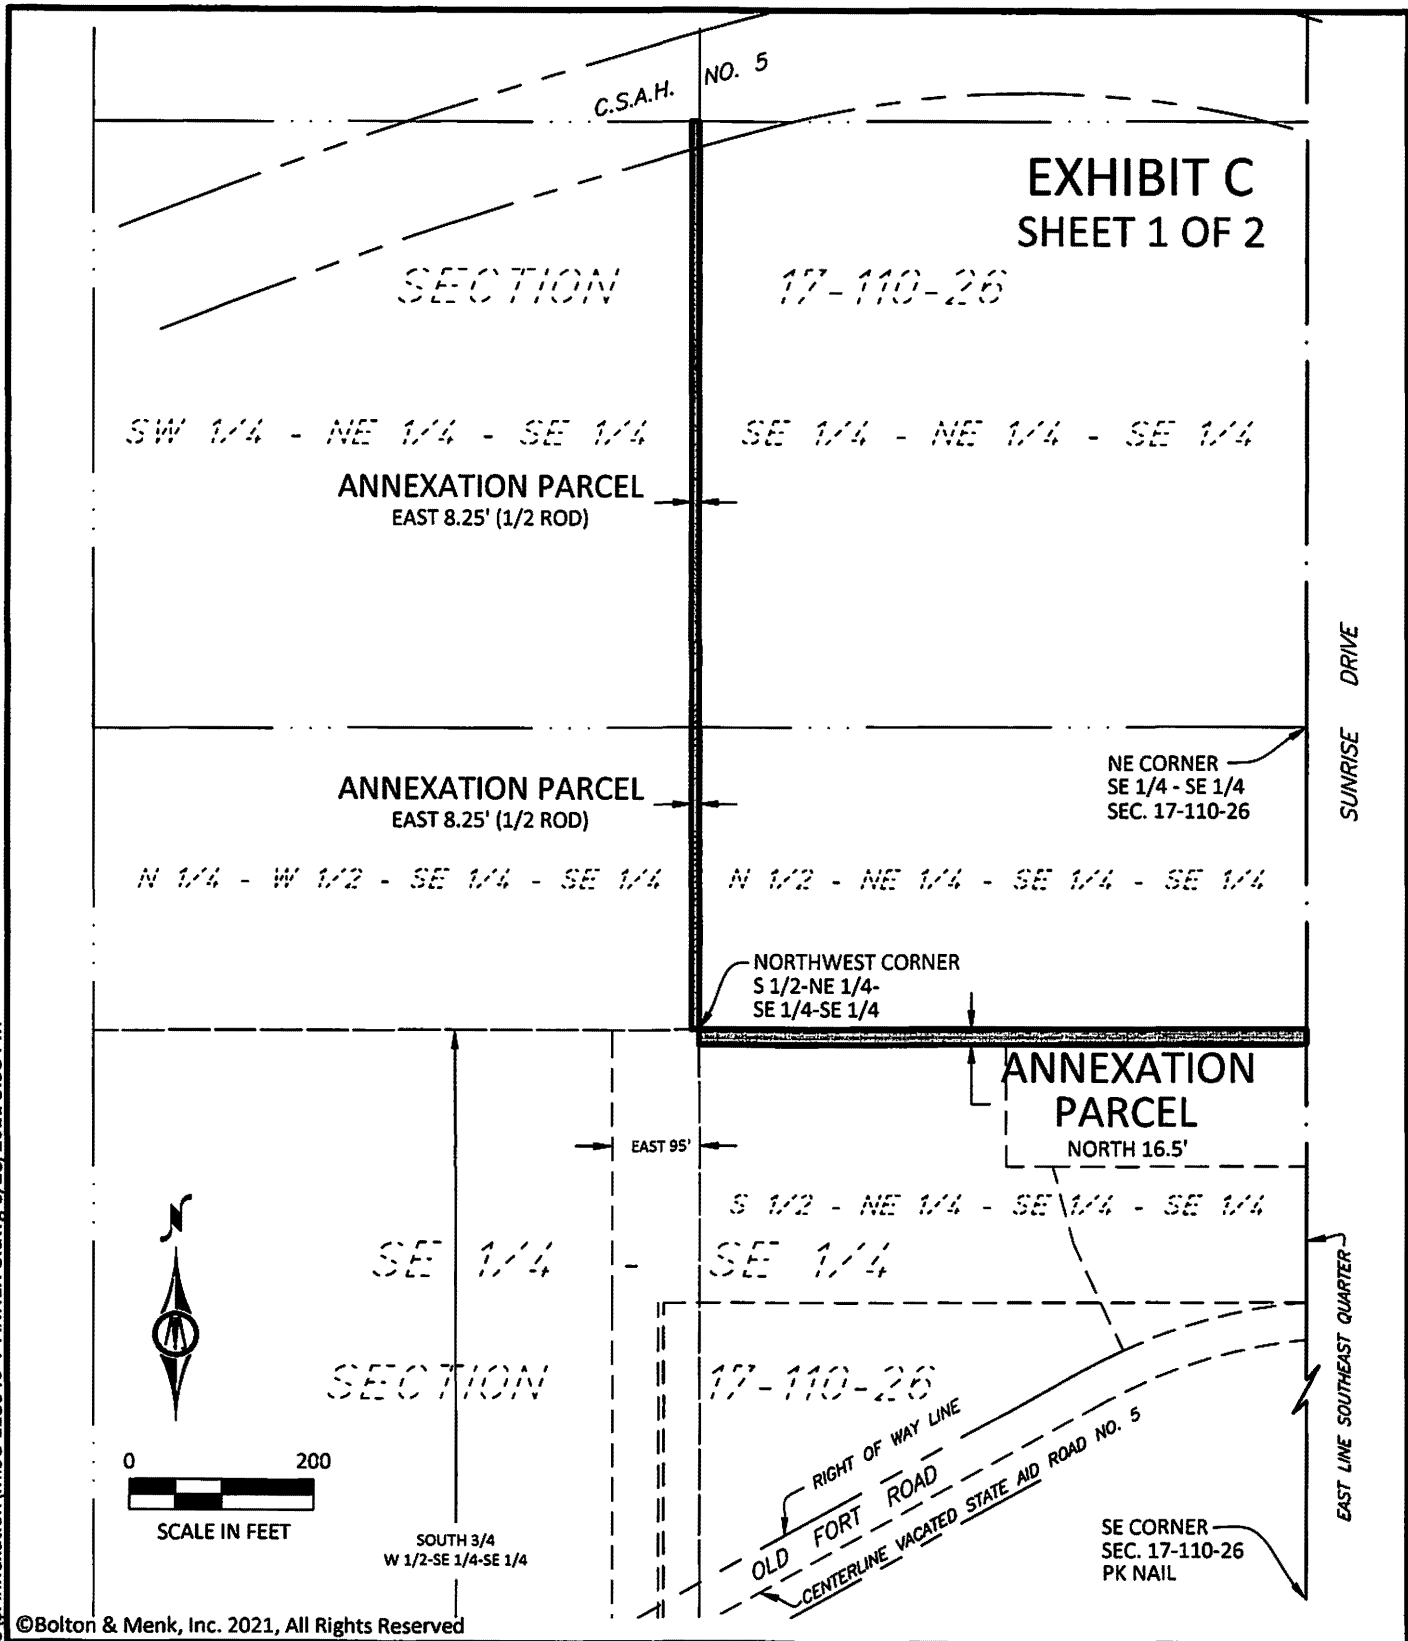 C.S.A.H. NO. 5
EXHIBIT C
SHEET 1 OF 2
SECTION 17-110-26
SW 1/4 - NE 1/4 - SE 1/4
SE 1/4 - NE 1/4 - SE 1/4
ANNEXATION PARCEL
EAST 8.25' (1/2 ROD)
SUNRISE DRIVE
NE CORNER
SE 1/4 - SE 1/4
SEC. 17-110-26
ANNEXATION PARCEL
EAST 8.25' (1/2 ROD)
N 1/4 - W 1/2 - SE 1/4 - SE 1/4
N 1/2 - NE 1/4 - SE 1/4 - SE 1/4
NORTHWEST CORNER
S 1/2-NE 1/4-
SE 1/4-SE 1/4
ANNEXATION
PARCEL
NORTH 16.5'
EAST 95'
S 1/2 - NE 1/4 - SE 1/4 - SE 1/4
SE 1/4 - SE 1/4
N
SECTION 17-110-26
EAST LINE SOUTHEAST QUARTER
RIGHT OF WAY LINE
OLD FORT ROAD
CENTERLINE VACATED STATE AID ROAD NO. 5
0 200
SCALE IN FEET
SOUTH 3/4
W 1/2-SE 1/4-SE 1/4
SE CORNER
SEC. 17-110-26
PK NAIL
©Bolton & Menk, Inc. 2021, All Rights Reserved